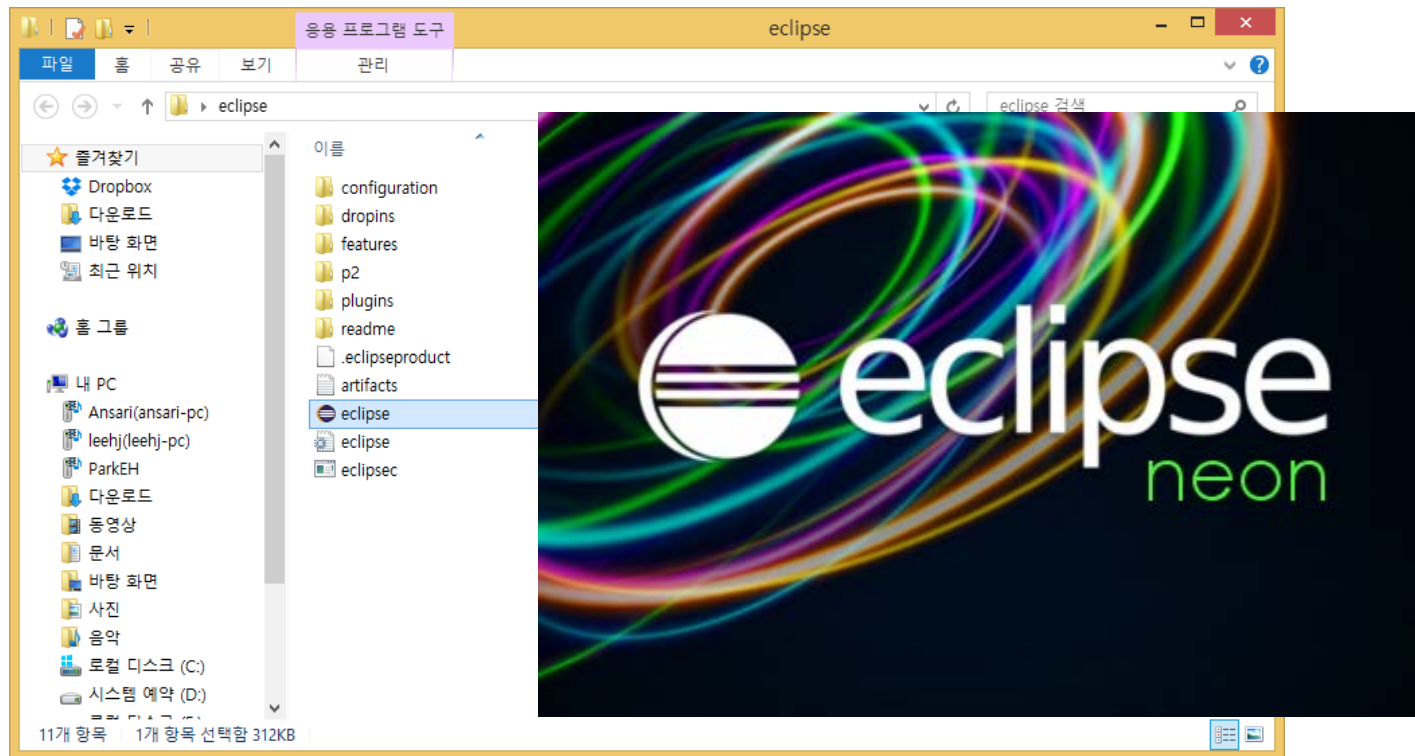 응용 프로그램 도구
eclipse
파일
홈
공유
보기
관리
eclipse
eclipse 검색
즐겨찾기
Dropbox
다운로드
바탕 화면
최근 위치
홈 그룹
내 PC
Ansari(ansari-pc)
leehj(leehj-pc)
ParkEH
다운로드
동영상
문서
바탕 화면
사진
음악
로컬 디스크 (C:)
시스템 예약 (D:)
이름
configuration
dropins
features
p2
plugins
readme
.eclipseproduct
artifacts
eclipse
eclipse
eclipsec
eclipse
neon
11개 항목
1개 항목 선택함 312KB